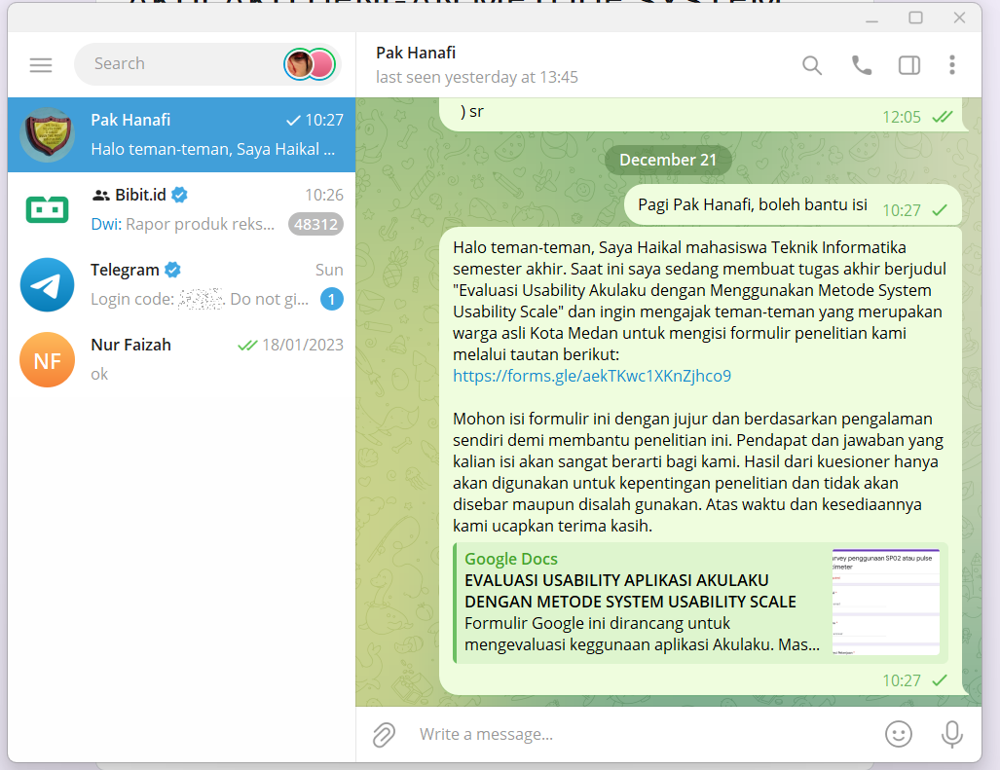 Search
Pak Hanafi
10:27
Halo teman-teman, Saya Haikal ...
Bibit.id
10:26
Dwi: Rapor produk reks...
48312
Telegram
Sun
Login code: . Do not gi...
1
NF
Nur Faizah
18/01/2023
ok
Pak Hanafi
last seen yesterday at 13:45
) sr
12:05
December 21
Pagi Pak Hanafi, boleh bantu isi
10:27
Halo teman-teman, Saya Haikal mahasiswa Teknik Informatika
semester akhir. Saat ini saya sedang membuat tugas akhir berjudul
"Evaluasi Usability Akulaku dengan Menggunakan Metode System
Usability Scale" dan ingin mengajak teman-teman yang merupakan
warga asli Kota Medan untuk mengisi formulir penelitian kami
melalui tautan berikut:
https://forms.gle/aekTKwc1XKnZjhco9
Mohon isi formulir ini dengan jujur dan berdasarkan pengalaman
sendiri demi membantu penelitian ini. Pendapat dan jawaban yang
kalian isi akan sangat berarti bagi kami. Hasil dari kuesioner hanya
akan digunakan untuk kepentingan penelitian dan tidak akan
disebar maupun disalah gunakan. Atas waktu dan kesediaannya
kami ucapkan terima kasih.
Google Docs
EVALUASI USABILITY APLIKASI AKULAKU
DENGAN METODE SYSTEM USABILITY SCALE
Formulir Google ini dirancang untuk
mengevaluasi keggunaan aplikasi Akulaku. Mas...
urvey penggunaan SPO2 atau pulse
imeter
10:27
Write a message...